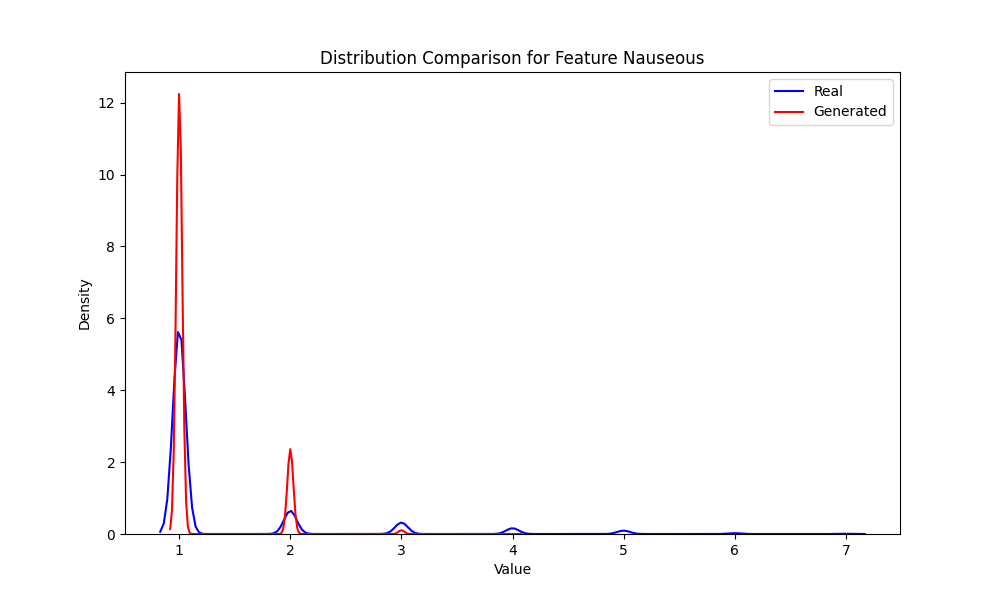 Distribution Comparison for Feature Nauseous
Real
Generated
Density
12
10
8
6
4
2
0
1 2 3 4 5 6 7
Value